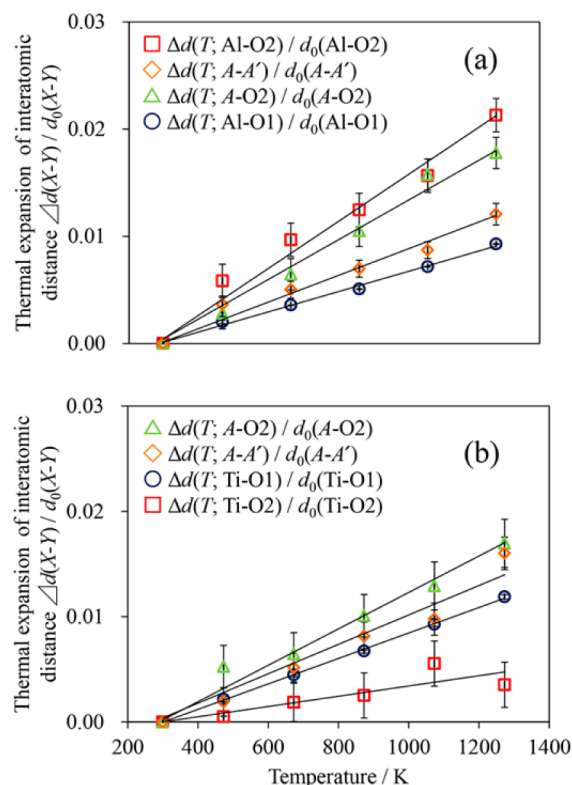 0.03
0.02
0.01
0.00
Thermal expansion of interatomic
distance △d(X-Y) / d₀(X-Y)
(a)
Δd(T; Al-O2) / d₀(Al-O2)
Δd(T; A-A′) / d₀(A-A′)
Δd(T; A-O2) / d₀(A-O2)
Δd(T; Al-O1) / d₀(Al-O1)
0.03
0.02
0.01
0.00
Thermal expansion of interatomic
distance △d(X-Y) / d₀(X-Y)
(b)
Δd(T; A-O2) / d₀(A-O2)
Δd(T; A-A′) / d₀(A-A′)
Δd(T; Ti-O1) / d₀(Ti-O1)
Δd(T; Ti-O2) / d₀(Ti-O2)
200 400 600 800 1000 1200 1400
Temperature / K